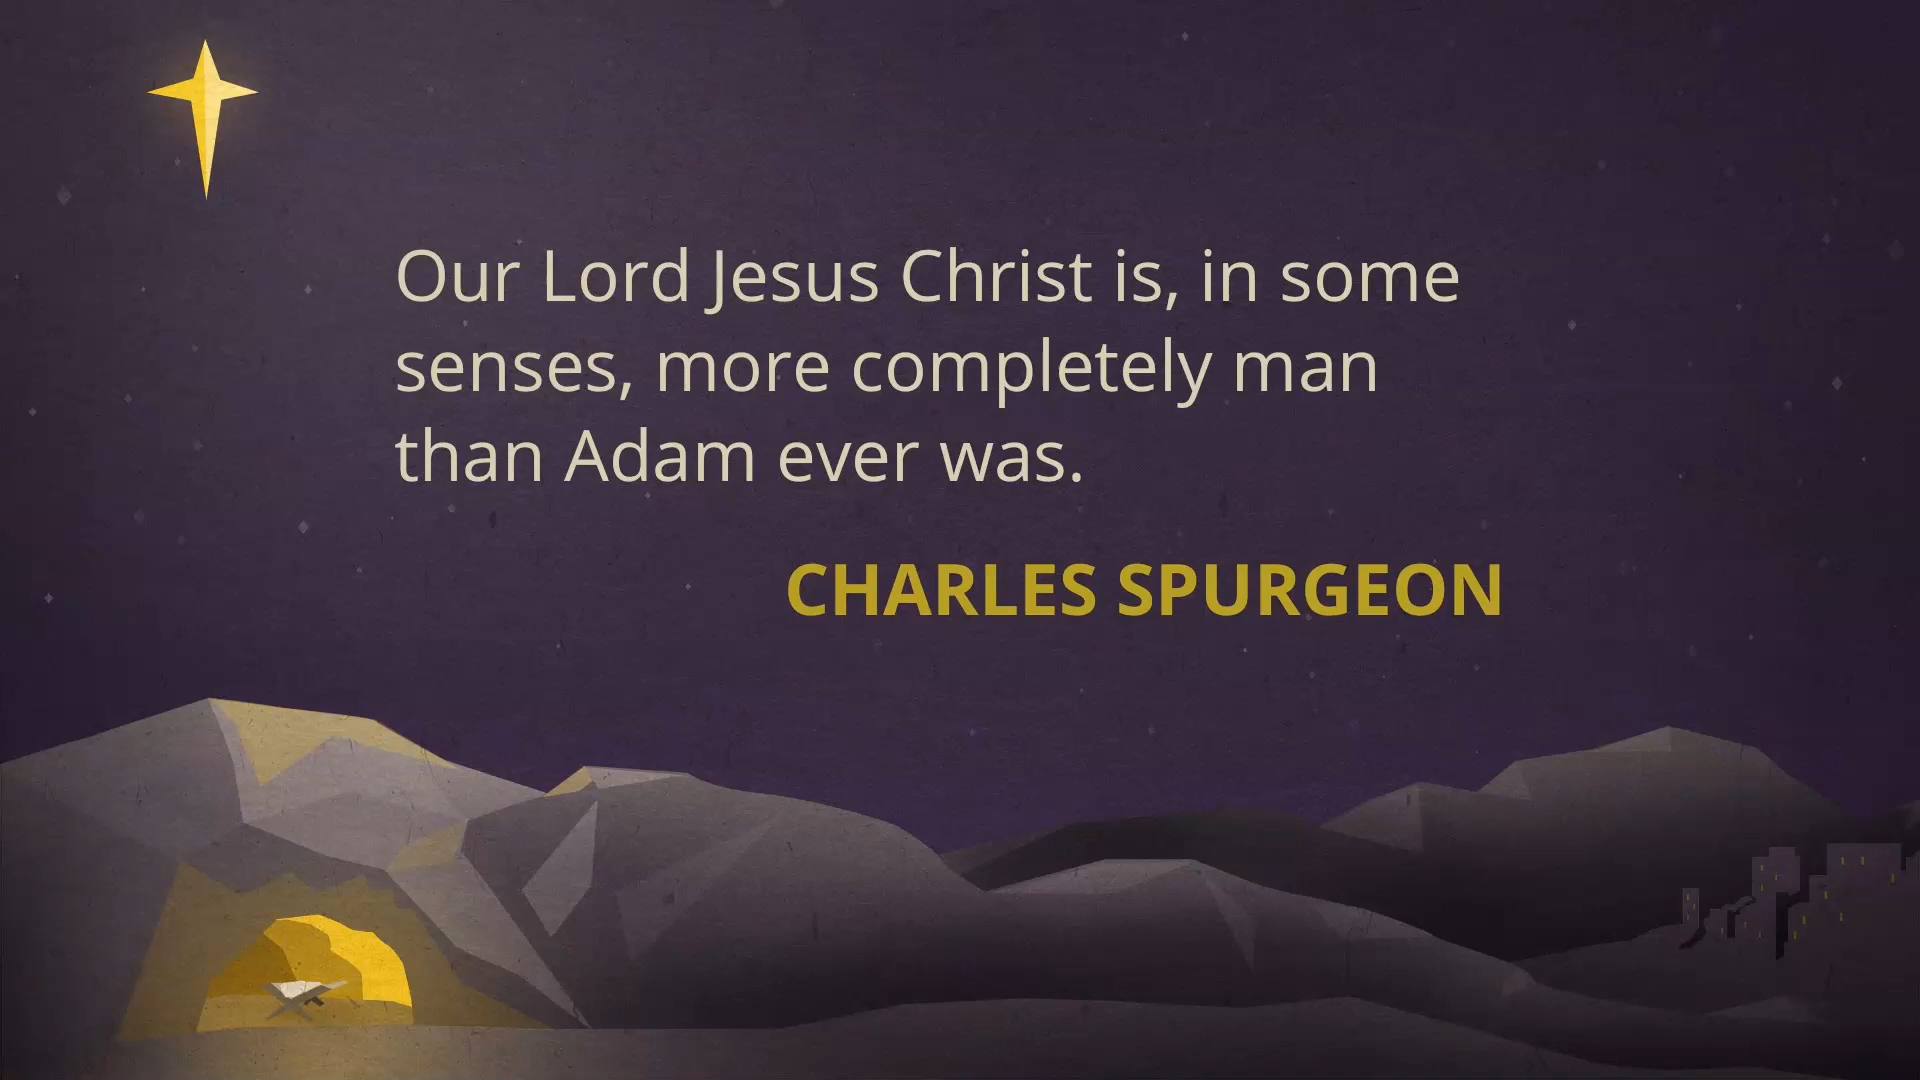 Our Lord Jesus Christ is, in some
senses, more completely man
than Adam ever was.
CHARLES SPURGEON